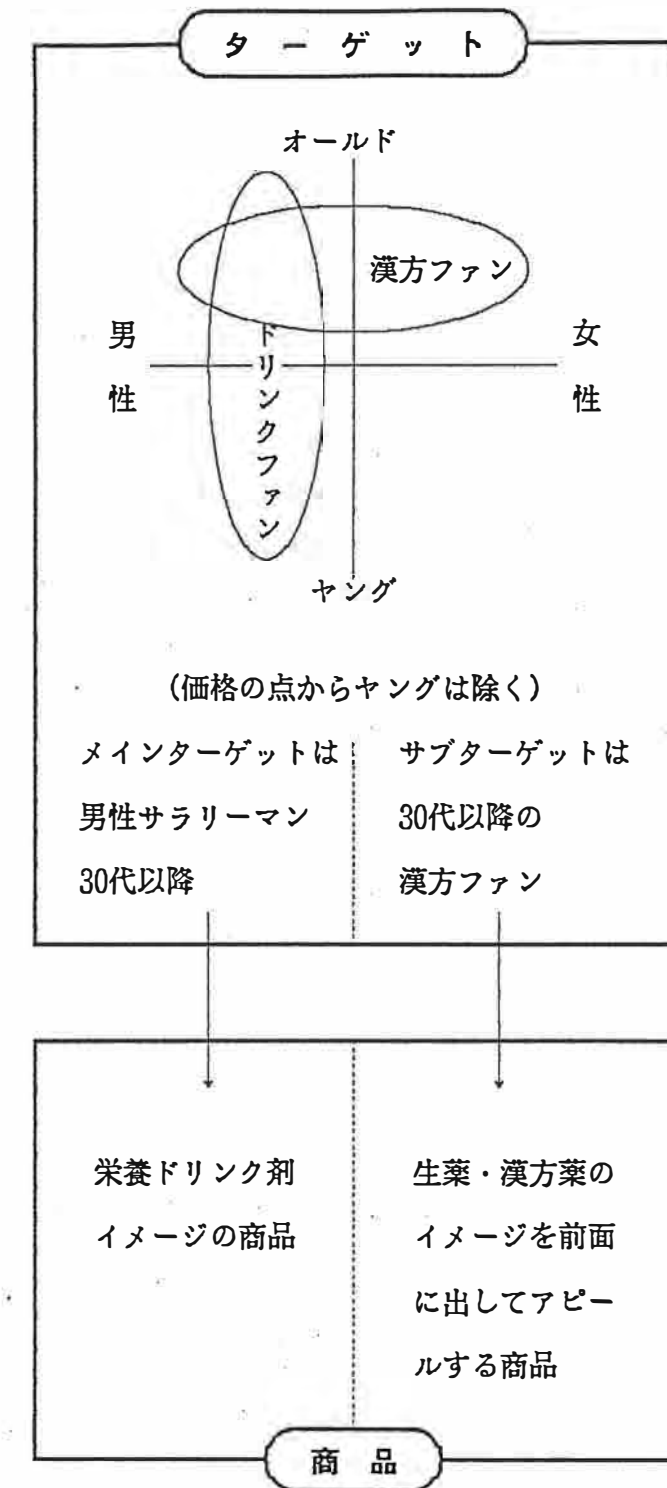 ターゲット
オールド
漢方ファン
男性
女性
ドリンクファン
ヤング
（価格の点からヤングは除く）
メインターゲットは
男性サラリーマン
30代以降
サブターゲットは
30代以降の
漢方ファン
栄養ドリンク剤
イメージの商品
生薬・漢方薬の
イメージを前面
に出してアピー
ルする商品
商品